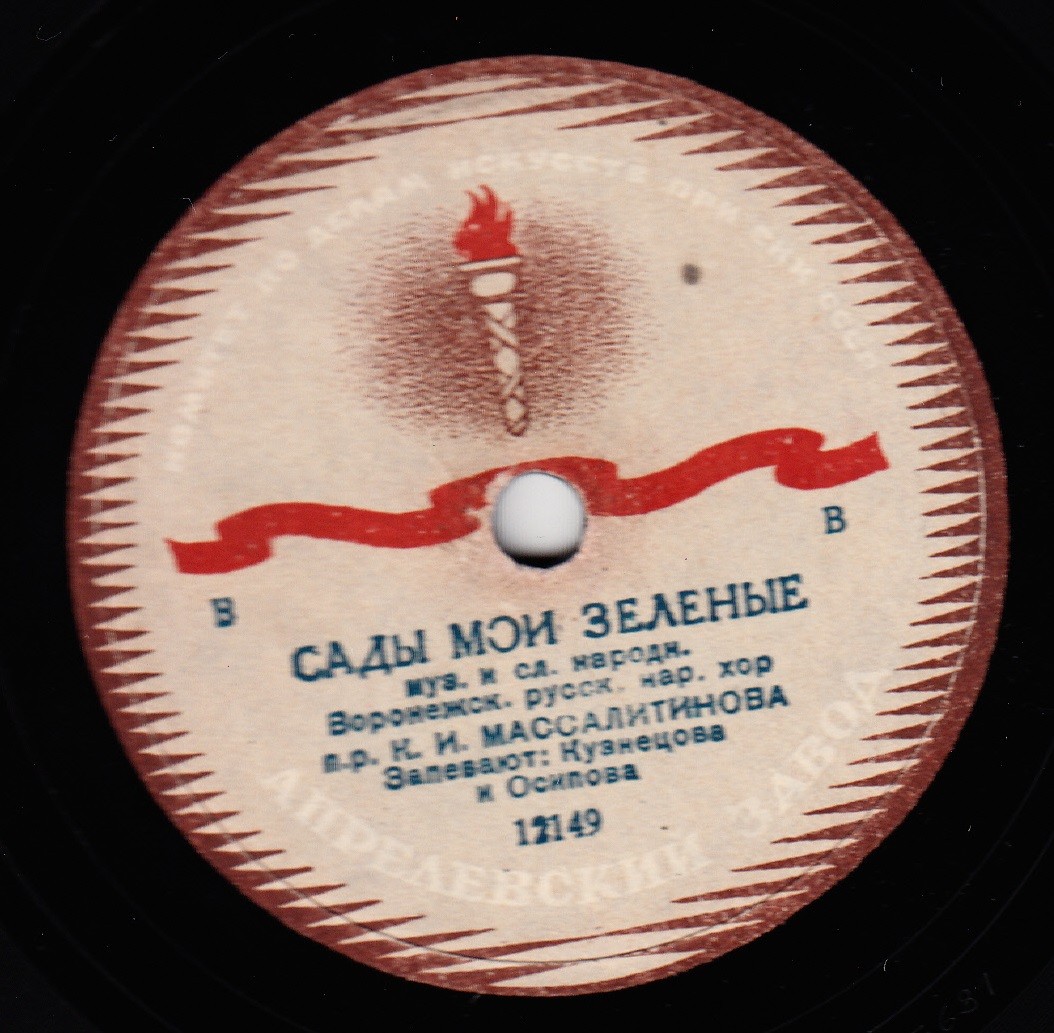 КОМИТЕТ ПО ДЕЛАМ ИСКУССТВ ПРИ СНК СССР
В
В
САДЫ МОИ ЗЕЛЕНЫЕ
муз. и сл. народн.
Воронежск. русск. нар. хор
п.р. К. И. МАССАЛИТИНОВА
Запевают: Кузнецова
и Осипова
12149
АПРЕЛЕВСКИЙ ЗАВОД